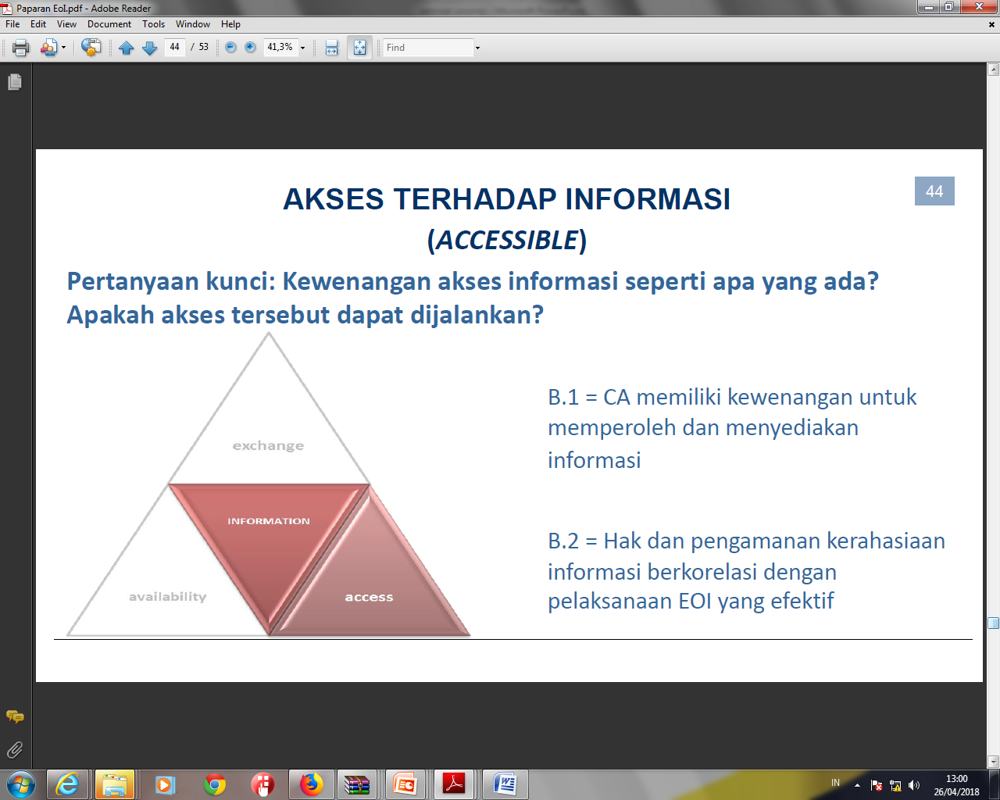 Paparan EoI.pdf - Adobe Reader
File Edit View Document Tools Window Help
44 / 53 41,3% Find
AKSES TERHADAP INFORMASI
44
(ACCESSIBLE)
Pertanyaan kunci: Kewenangan akses informasi seperti apa yang ada?
Apakah akses tersebut dapat dijalankan?
exchange
INFORMATION
availability
access
B.1 = CA memiliki kewenangan untuk
memperoleh dan menyediakan
informasi
B.2 = Hak dan pengamanan kerahasiaan
informasi berkorelasi dengan
pelaksanaan EOI yang efektif
IN
13:00
26/04/2018